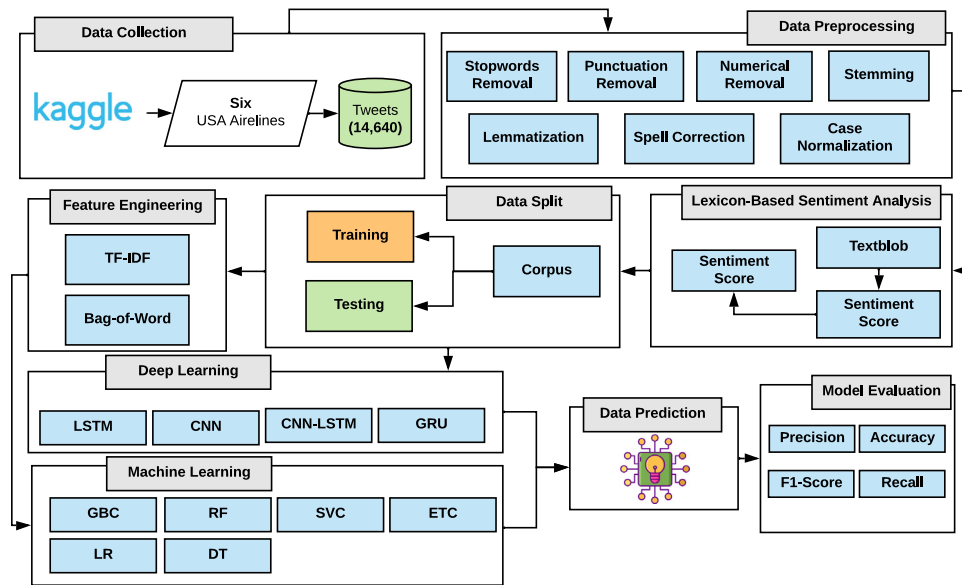 Data Collection
kaggle
Six
USA Airelines
Tweets
(14,640)
Data Preprocessing
Stopwords
Removal
Punctuation
Removal
Numerical
Removal
Stemming
Lemmatization
Spell Correction
Case
Normalization
Feature Engineering
TF-IDF
Bag-of-Word
Data Split
Training
Testing
Corpus
Lexicon-Based Sentiment Analysis
Textblob
Sentiment
Score
Sentiment
Score
Deep Learning
LSTM
CNN
CNN-LSTM
GRU
Machine Learning
GBC
RF
SVC
ETC
LR
DT
Data Prediction
Model Evaluation
Precision
Accuracy
F1-Score
Recall